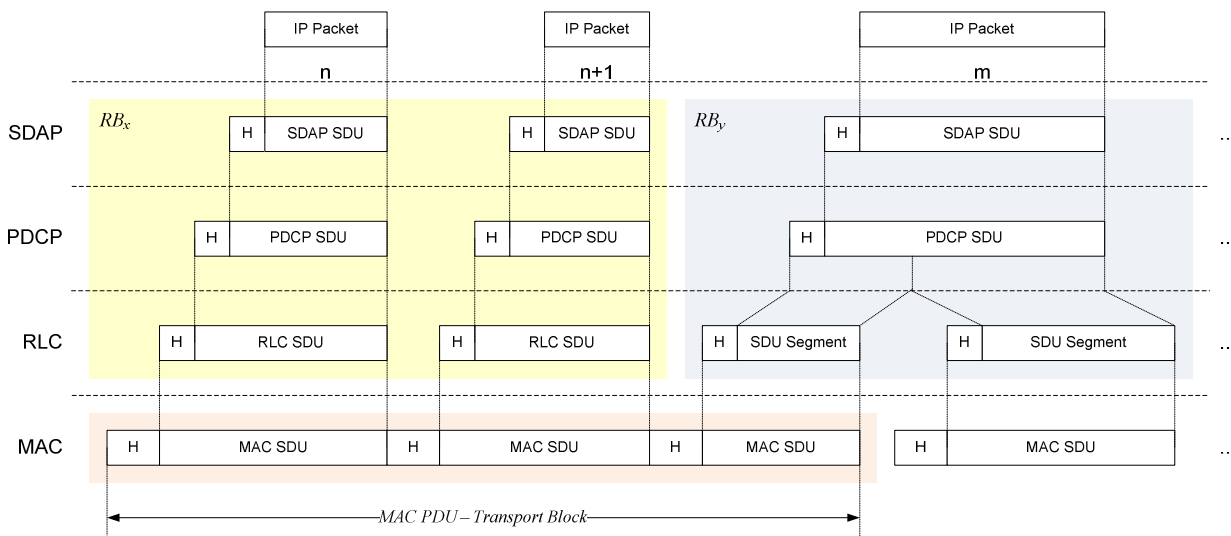 IP Packet IP Packet IP Packet
n n+1 m
RBx RBy
SDAP H SDAP SDU H SDAP SDU H SDAP SDU ...
PDCP H PDCP SDU H PDCP SDU H PDCP SDU ...
RLC H RLC SDU H RLC SDU H SDU Segment H SDU Segment ...
MAC H MAC SDU H MAC SDU H MAC SDU H MAC SDU ...
MAC PDU – Transport Block